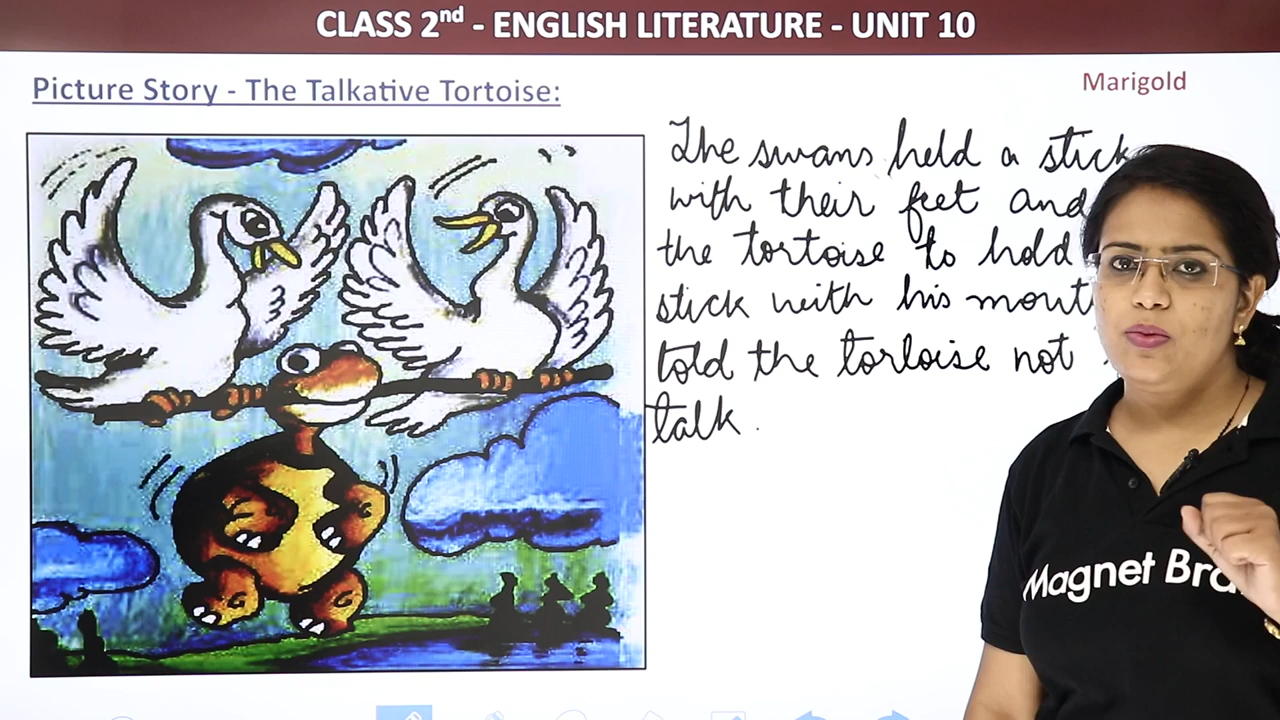 CLASS 2nd - ENGLISH LITERATURE - UNIT 10
Picture Story - The Talkative Tortoise:
Marigold
The swans held a stick
with their feet and
the tortoise to hold
stick with his mouth
told the tortoise not
talk.
Magnet Bra